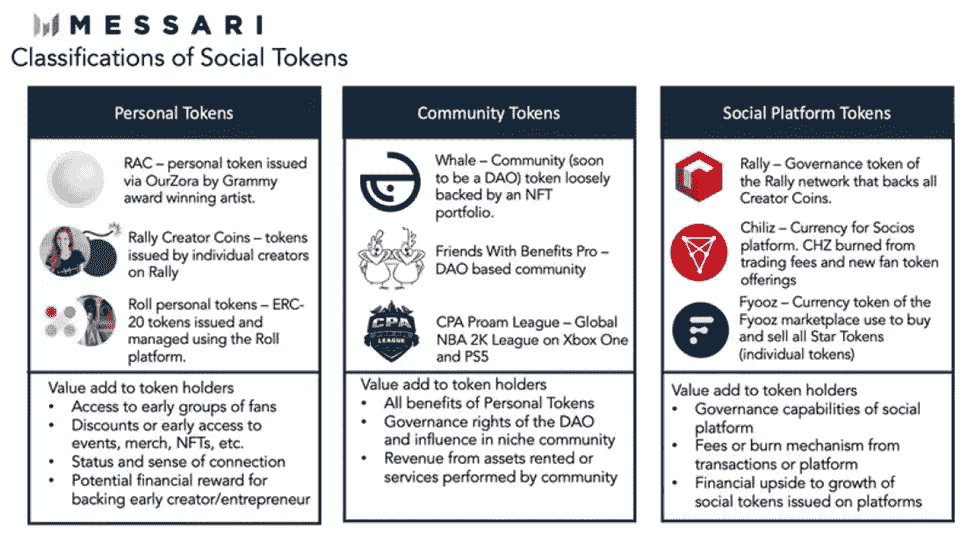 MESSARI
Classifications of Social Tokens
Personal Tokens
RAC – personal token issued
via OurZora by Grammy
award winning artist.
Rally Creator Coins – tokens
issued by individual creators
on Rally
Roll personal tokens – ERC-
20 tokens issued and
managed using the Roll
platform.
Value add to token holders
• Access to early groups of fans
• Discounts or early access to
events, merch, NFTs, etc.
• Status and sense of connection
• Potential financial reward for
backing early creator/entrepreneur
Community Tokens
Whale – Community (soon
to be a DAO) token loosely
backed by an NFT
portfolio.
Friends With Benefits Pro –
DAO based community
CPA
CPA Proam League – Global
NBA 2K League on Xbox One
and PS5
Value add to token holders
• All benefits of Personal Tokens
• Governance rights of the DAO
and influence in niche community
• Revenue from assets rented or
services performed by community
Social Platform Tokens
Rally – Governance token of
the Rally network that backs all
Creator Coins.
Chiliz – Currency for Socios
platform. CHZ burned from
trading fees and new fan token
offerings
Fyooz – Currency token of the
Fyooz marketplace use to buy
and sell all Star Tokens
(individual tokens)
Value add to token holders
• Governance capabilities of social
platform
• Fees or burn mechanism from
transactions or platform
• Financial upside to growth of
social tokens issued on platforms